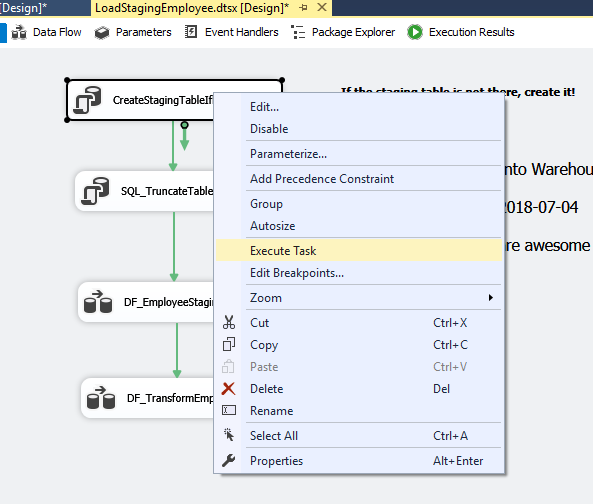 [Design]* LoadStagingEmployee.dtsx [Design]*
Data Flow Parameters Event Handlers Package Explorer Execution Results
If the staging table is not there, create it!
CreateStagingTableIf
Edit...
Disable
Parameterize...
nto Warehou
Add Precedence Constraint
SQL_TruncateTable
Group
2018-07-04
Autosize
re awesome
Execute Task
Edit Breakpoints...
DF_EmployeeStagin
Zoom
Cut Ctrl+X
Copy Ctrl+C
Paste Ctrl+V
Delete Del
DF_TransformEmp
Rename
Select All Ctrl+A
Properties Alt+Enter